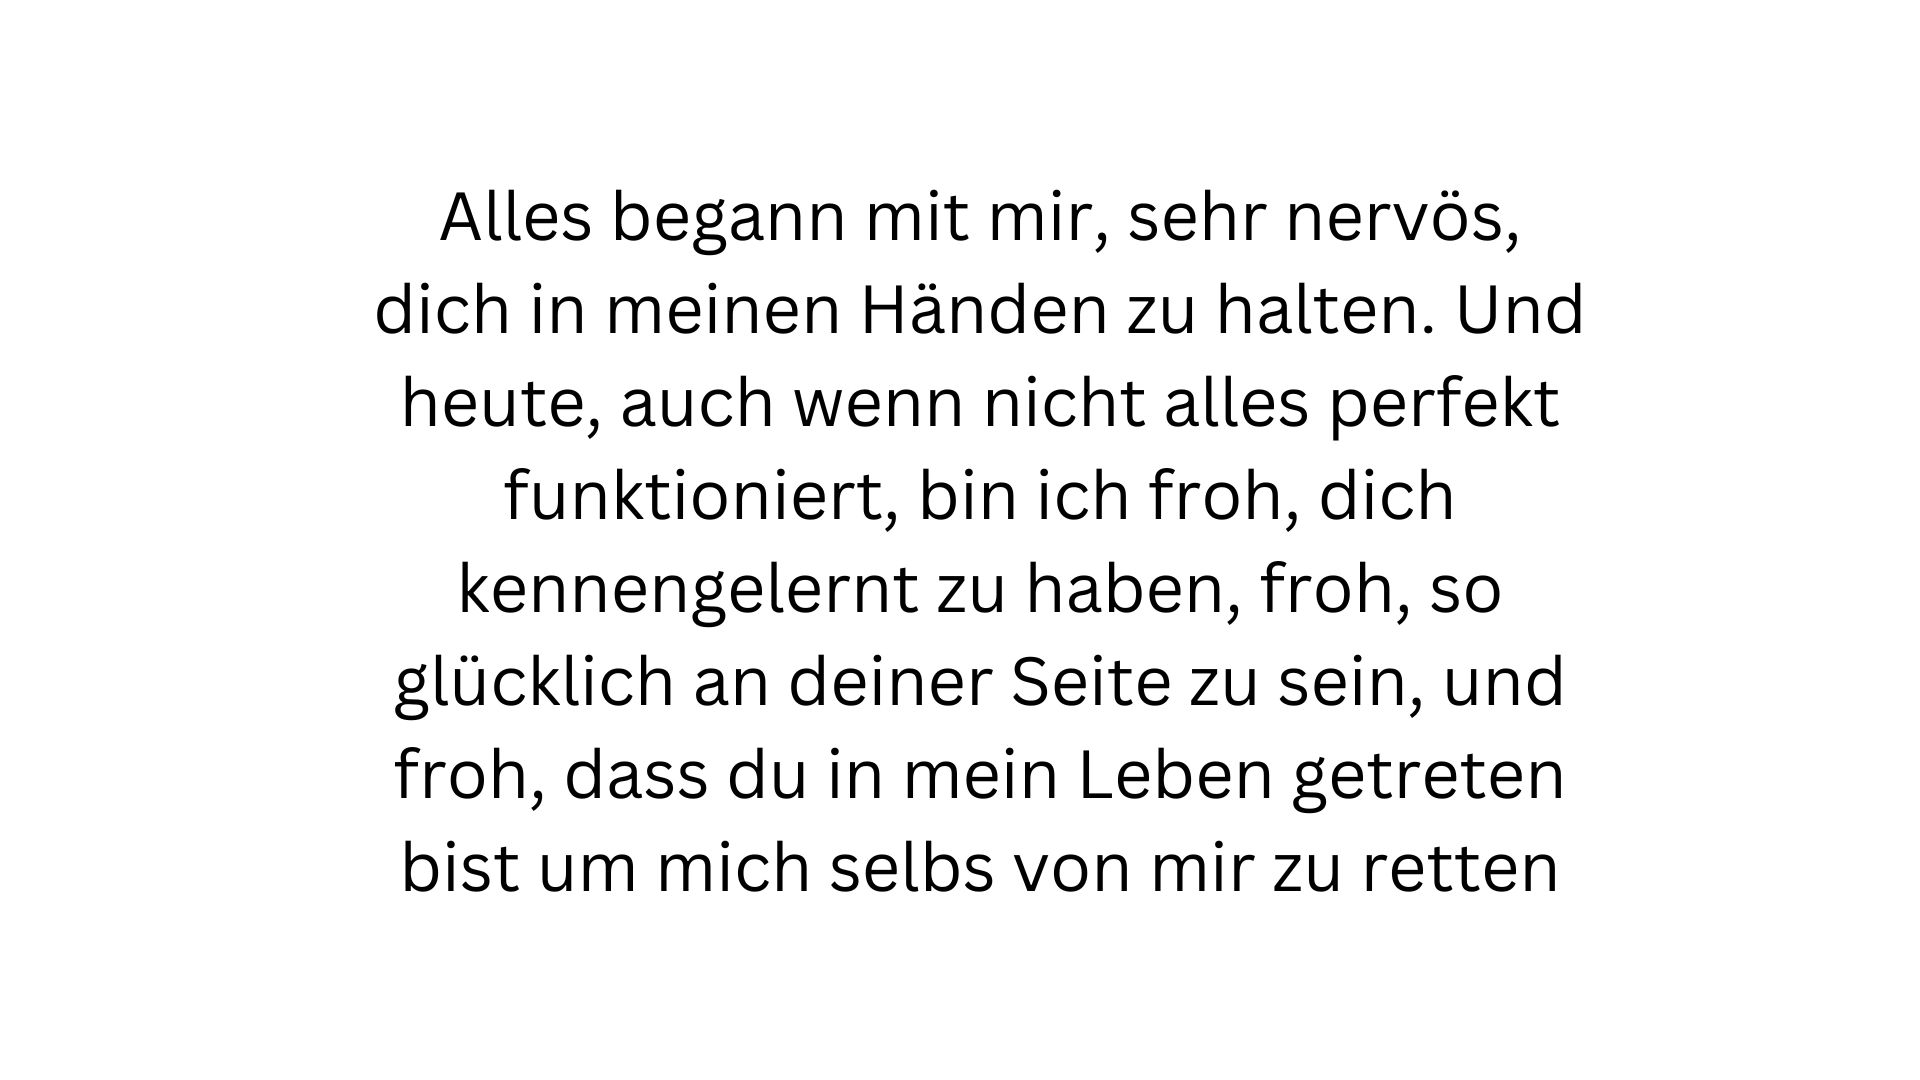 Alles begann mit mir, sehr nervös,
dich in meinen Händen zu halten. Und
heute, auch wenn nicht alles perfekt
funktioniert, bin ich froh, dich
kennengelernt zu haben, froh, so
glücklich an deiner Seite zu sein, und
froh, dass du in mein Leben getreten
bist um mich selbs von mir zu retten